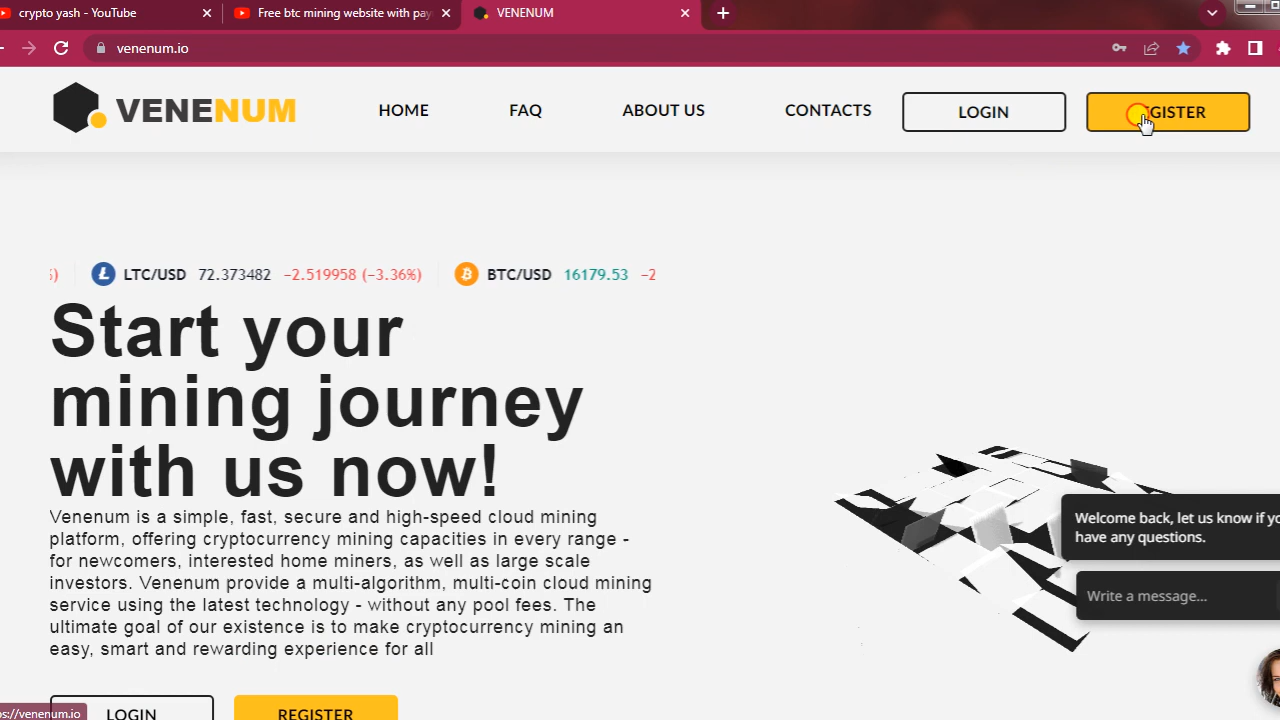 crypto yash - YouTube
Free btc mining website with pay
VENENUM
venenum.io
VENENUM
HOME
FAQ
ABOUT US
CONTACTS
LOGIN
GISTER
%)
LTC/USD 72.373482 −2.519958 (−3.36%)
BTC/USD 16179.53 −2
Start your
mining journey
with us now!
Venenum is a simple, fast, secure and high-speed cloud mining
platform, offering cryptocurrency mining capacities in every range -
for newcomers, interested home miners, as well as large scale
investors. Venenum provide a multi-algorithm, multi-coin cloud mining
service using the latest technology - without any pool fees. The
ultimate goal of our existence is to make cryptocurrency mining an
easy, smart and rewarding experience for all
Welcome back, let us know if yo
have any questions.
Write a message...
LOGIN
REGISTER
ps://venenum.io